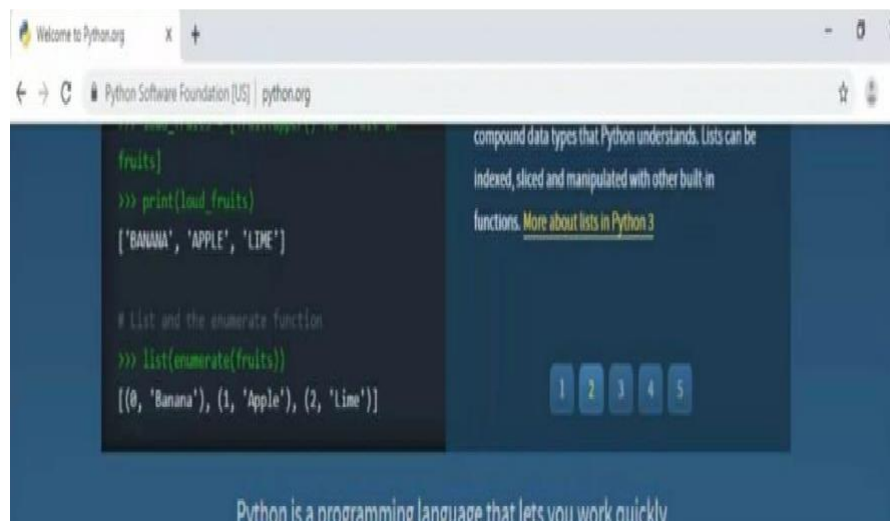 Welcome to Python.org
Python Software Foundation [US] | python.org
fruits]
>>> print(loud_fruits)
['BANANA', 'APPLE', 'LIME']
# List and the enumerate function
>>> list(enumerate(fruits))
[(0, 'Banana'), (1, 'Apple'), (2, 'Lime')]
compound data types that Python understands. Lists can be
indexed, sliced and manipulated with other built-in
functions. More about lists in Python 3
1 2 3 4 5
Python is a programming language that lets you work quickly